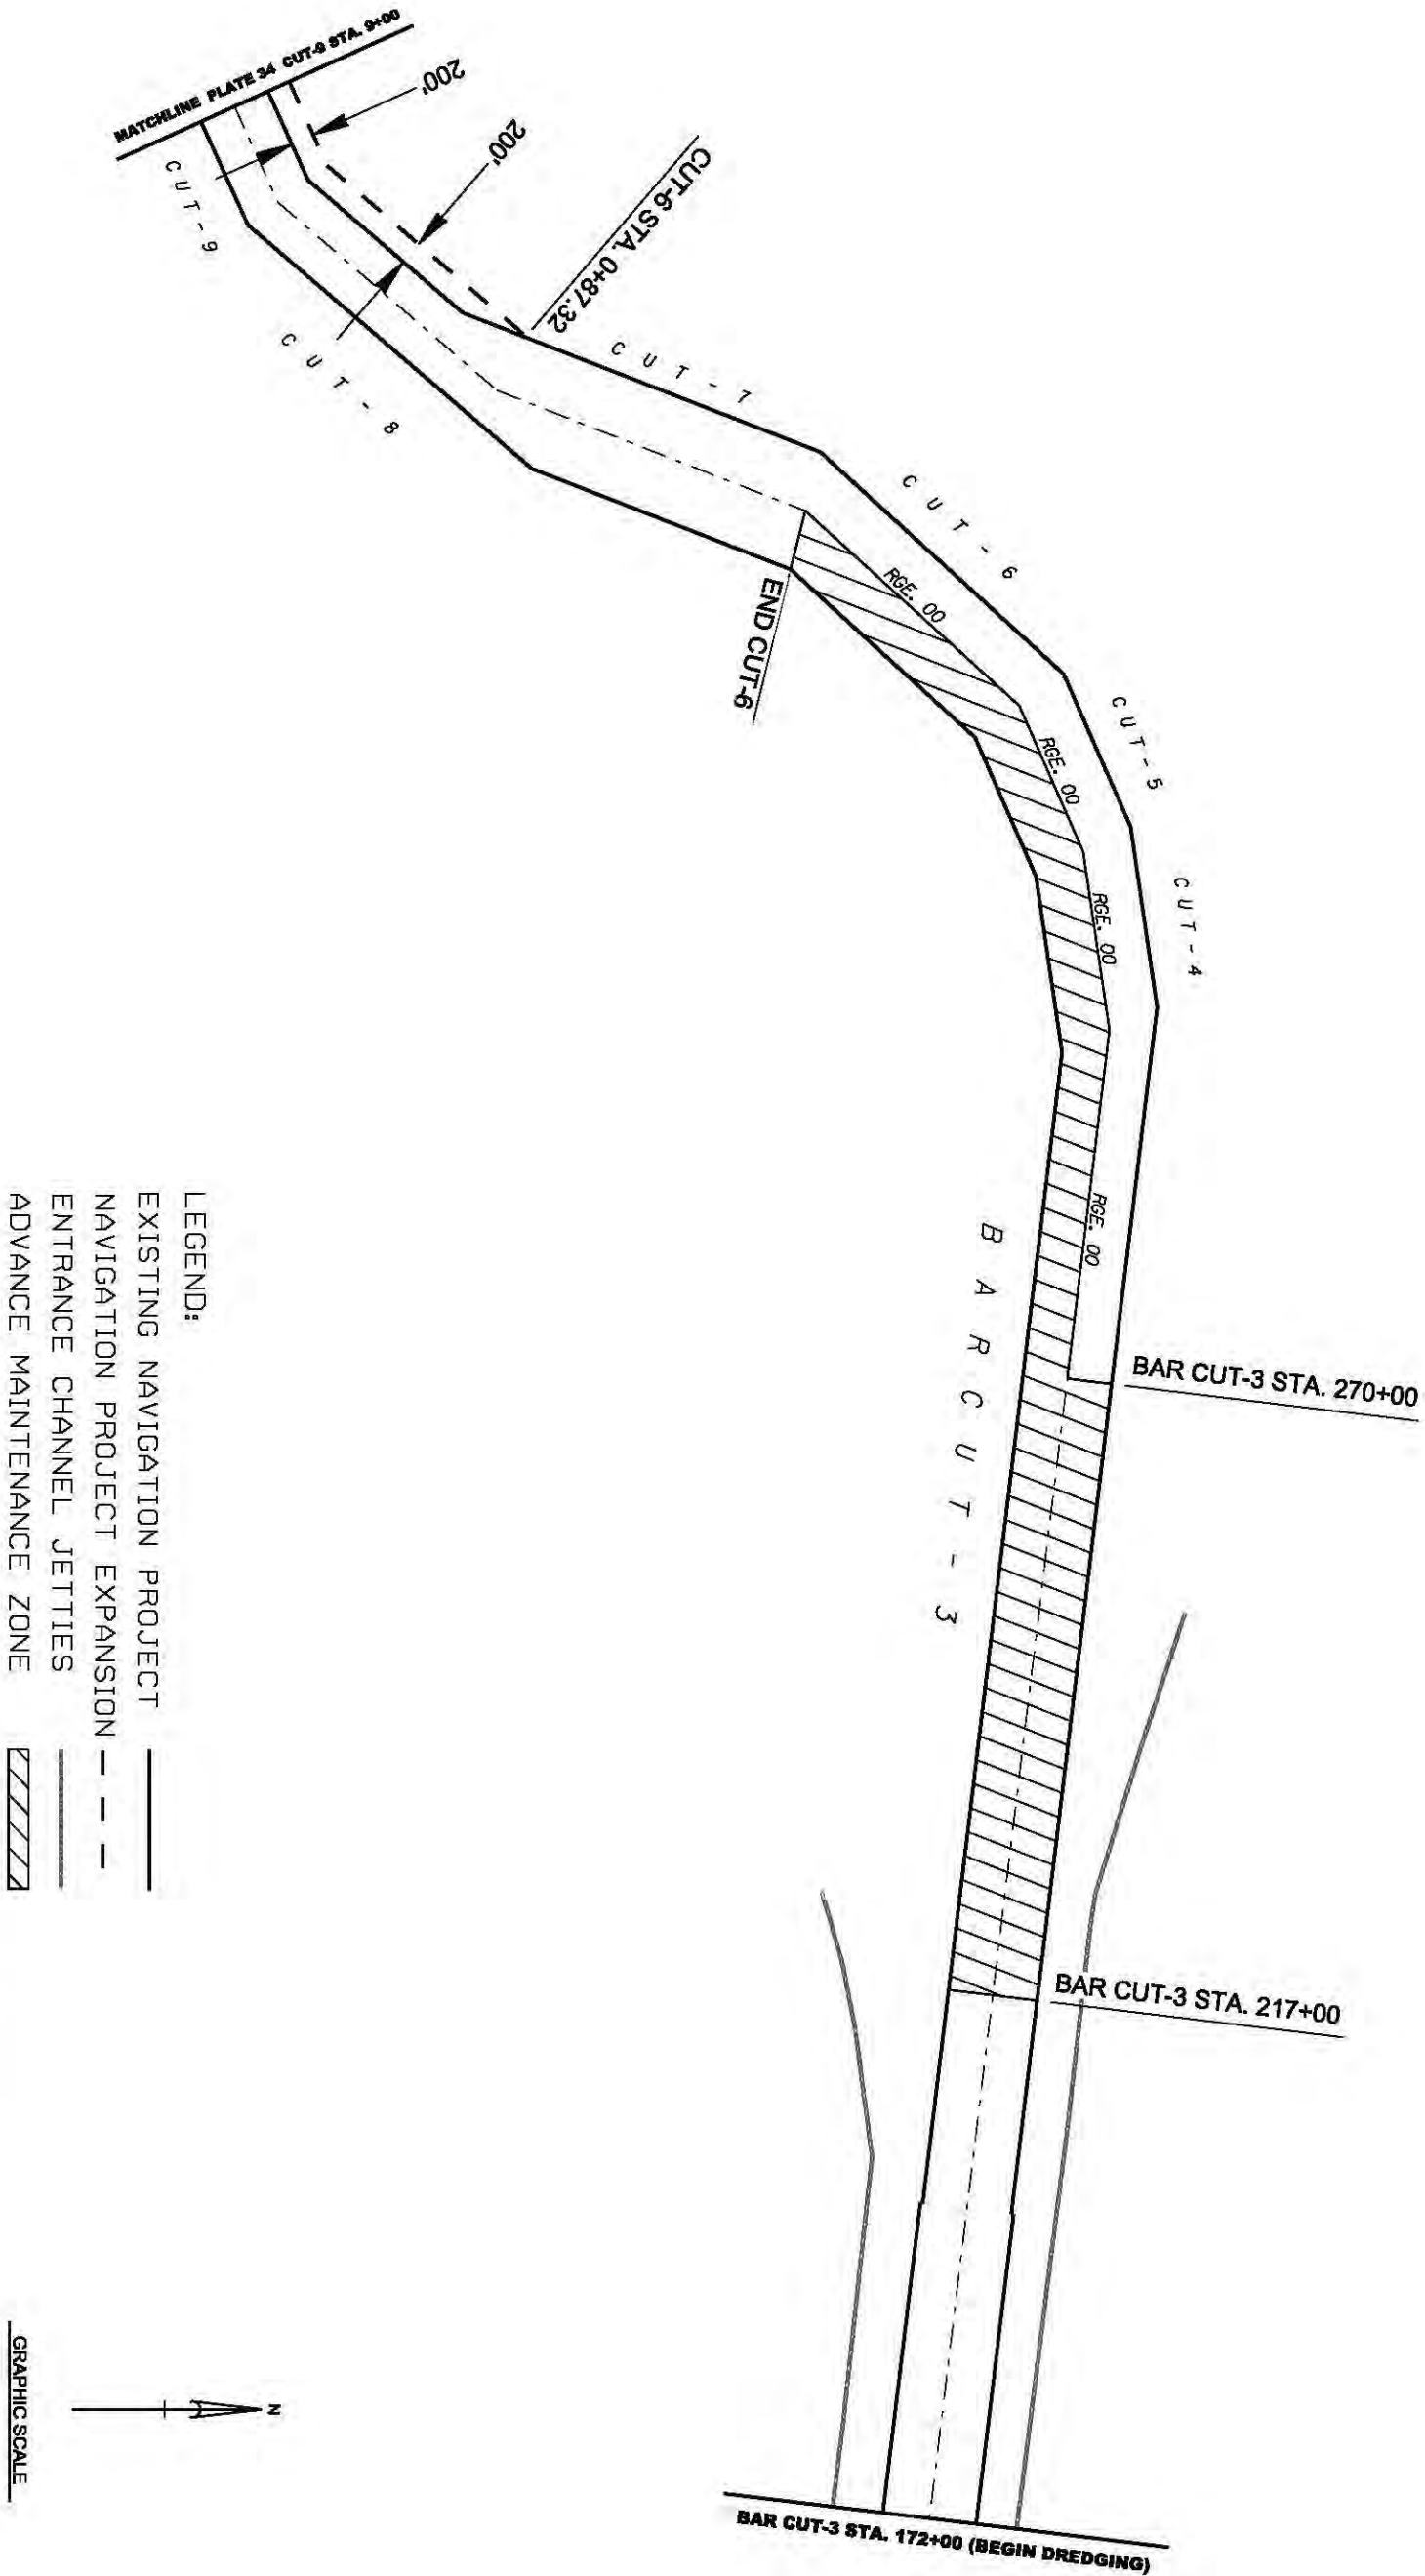 MATCHLINE PLATE 34 CUT-9 STA. 9+00
200'
200'
CUT-6 STA. 0+87.32
CUT-9
CUT-8
CUT-7
CUT-6
CUT-5
CUT-4
RGE. 00
RGE. 00
RGE. 00
RGE. 00
END CUT-6
BAR CUT-3
BAR CUT-3 STA. 270+00
BAR CUT-3 STA. 217+00
BAR CUT-3 STA. 172+00 (BEGIN DREDGING)
LEGEND:
EXISTING NAVIGATION PROJECT
NAVIGATION PROJECT EXPANSION
ENTRANCE CHANNEL JETTIES
ADVANCE MAINTENANCE ZONE
N
GRAPHIC SCALE